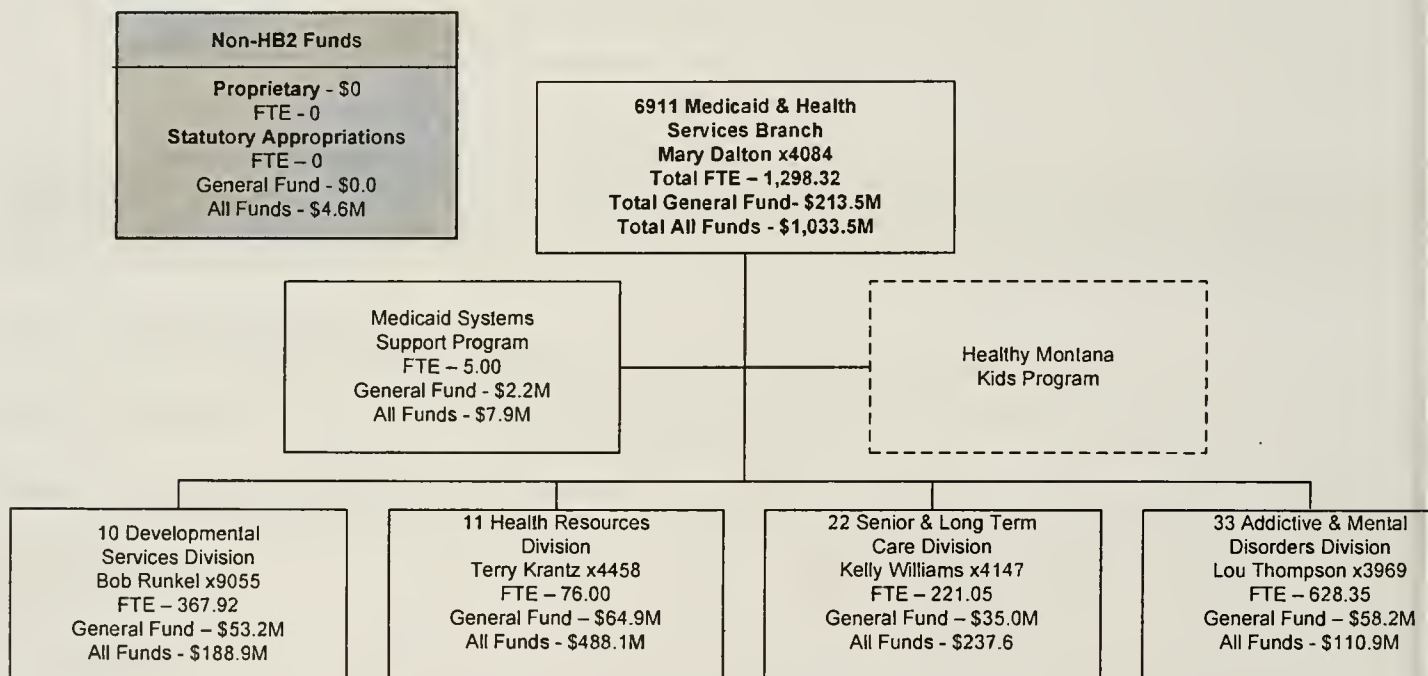 Non-HB2 Funds
Proprietary - $0
FTE - 0
Statutory Appropriations
FTE – 0
General Fund - $0.0
All Funds - $4.6M
6911 Medicaid & Health
Services Branch
Mary Dalton x4084
Total FTE – 1,298.32
Total General Fund- $213.5M
Total All Funds - $1,033.5M
Medicaid Systems
Support Program
FTE – 5.00
General Fund - $2.2M
All Funds - $7.9M
Healthy Montana
Kids Program
10 Developmental
Services Division
Bob Runkel x9055
FTE – 367.92
General Fund – $53.2M
All Funds - $188.9M
11 Health Resources
Division
Terry Krantz x4458
FTE – 76.00
General Fund – $64.9M
All Funds - $488.1M
22 Senior & Long Term
Care Division
Kelly Williams x4147
FTE – 221.05
General Fund – $35.0M
All Funds - $237.6
33 Addictive & Mental
Disorders Division
Lou Thompson x3969
FTE – 628.35
General Fund – $58.2M
All Funds - $110.9M